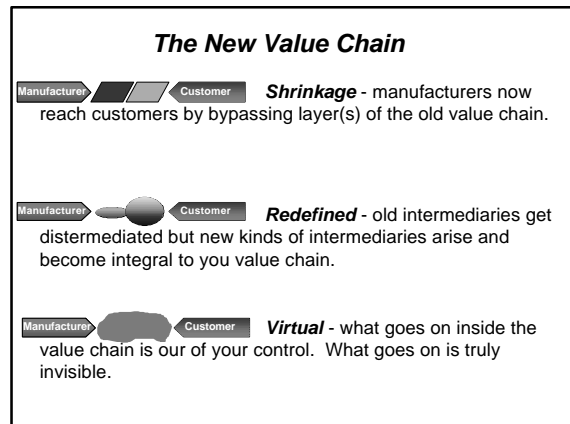 The New Value Chain
Manufacturer Customer Shrinkage - manufacturers now
reach customers by bypassing layer(s) of the old value chain.
Manufacturer Customer Redefined - old intermediaries get
distermediated but new kinds of intermediaries arise and
become integral to you value chain.
Manufacturer Customer Virtual - what goes on inside the
value chain is our of your control. What goes on is truly
invisible.